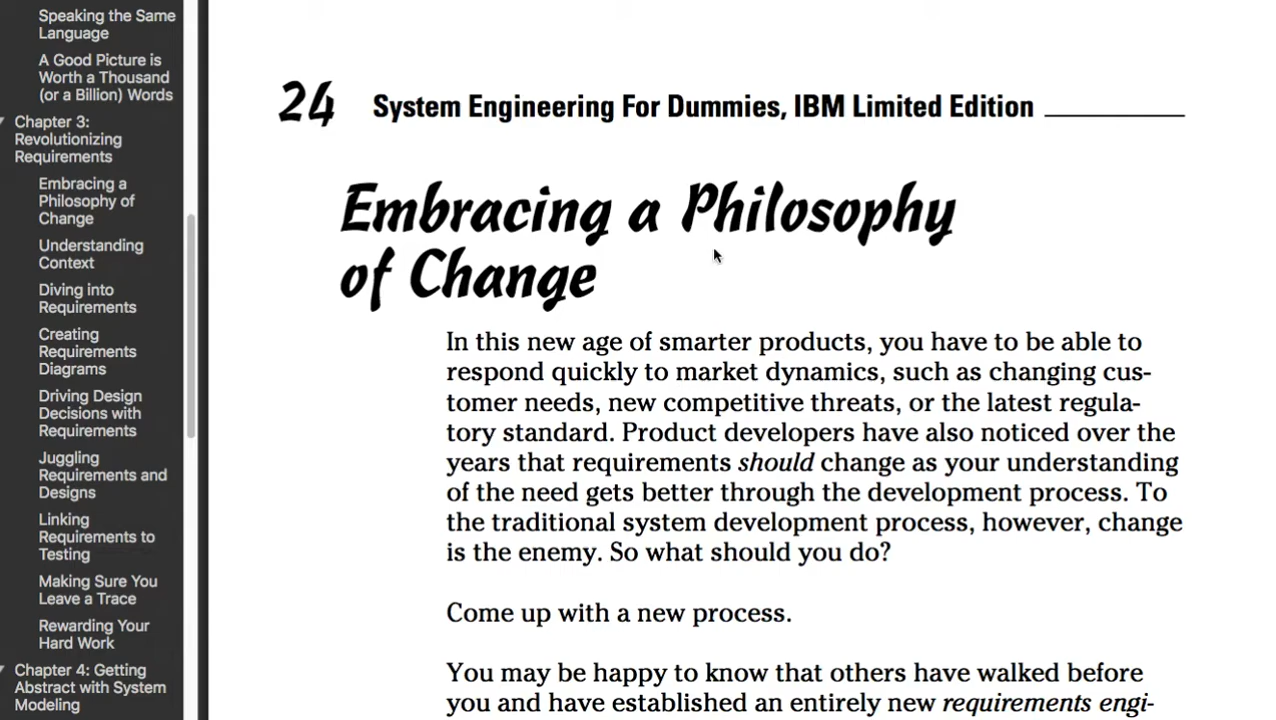 Speaking the Same
Language
A Good Picture is
Worth a Thousand
(or a Billion) Words
Chapter 3:
Revolutionizing
Requirements
Embracing a
Philosophy of
Change
Understanding
Context
Diving into
Requirements
Creating
Requirements
Diagrams
Driving Design
Decisions with
Requirements
Juggling
Requirements and
Designs
Linking
Requirements to
Testing
Making Sure You
Leave a Trace
Rewarding Your
Hard Work
Chapter 4: Getting
Abstract with System
Modeling
24 System Engineering For Dummies, IBM Limited Edition
Embracing a Philosophy
of Change
In this new age of smarter products, you have to be able to
respond quickly to market dynamics, such as changing cus-
tomer needs, new competitive threats, or the latest regula-
tory standard. Product developers have also noticed over the
years that requirements should change as your understanding
of the need gets better through the development process. To
the traditional system development process, however, change
is the enemy. So what should you do?
Come up with a new process.
You may be happy to know that others have walked before
you and have established an entirely new requirements engi-